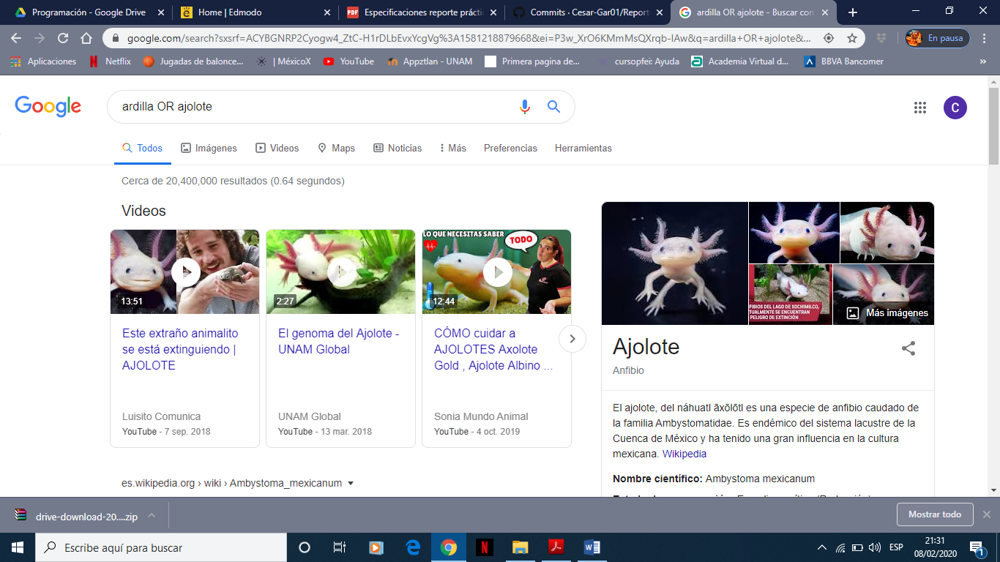 Programación - Google Drive
Home | Edmodo
Especificaciones reporte prácti
Commits · Cesar-Gar01/Report
ardilla OR ajolote - Buscar con
google.com/search?sxsrf=ACYBGNRP2Cyogw4_ZtC-H1rDLbEvxYcgVg%3A1581218879668&ei=P3w_XrO6KMmMsQXrqb-IAw&q=ardilla+OR+ajolote&...
En pausa
Aplicaciones
Netflix
Jugadas de balonce...
| MéxicoX
YouTube
Appztlan - UNAM
Primera pagina de...
cursopfei: Ayuda
Academia Virtual d...
BBVA Bancomer
»
Google
ardilla OR ajolote
C
Todos
Imágenes
Videos
Maps
Noticias
Más
Preferencias
Herramientas
Cerca de 20,400,000 resultados (0.64 segundos)
Videos
13:51
Este extraño animalito
se está extinguiendo |
AJOLOTE
Luisito Comunica
YouTube - 7 sep. 2018
2:27
El genoma del Ajolote -
UNAM Global
UNAM Global
YouTube - 13 mar. 2018
LO QUE NECESITAS SABER
TODO
12:44
CÓMO cuidar a
AJOLOTES Axolote
Gold , Ajolote Albino ...
Sonia Mundo Animal
YouTube - 4 oct. 2019
es.wikipedia.org › wiki › Ambystoma_mexicanum
FIBIOS DEL LAGO DE XOCHIMILCO,
TUALMENTE SE ENCUENTRAN
PELIGRO DE EXTINCIÓN
Más imágenes
Ajolote
Anfibio
El ajolote, del náhuatl āxōlōtl es una especie de anfibio caudado de
la familia Ambystomatidae. Es endémico del sistema lacustre de la
Cuenca de México y ha tenido una gran influencia en la cultura
mexicana. Wikipedia
Nombre científico: Ambystoma mexicanum
drive-download-20....zip
Mostrar todo
Escribe aquí para buscar
ESP
21:31
08/02/2020
1